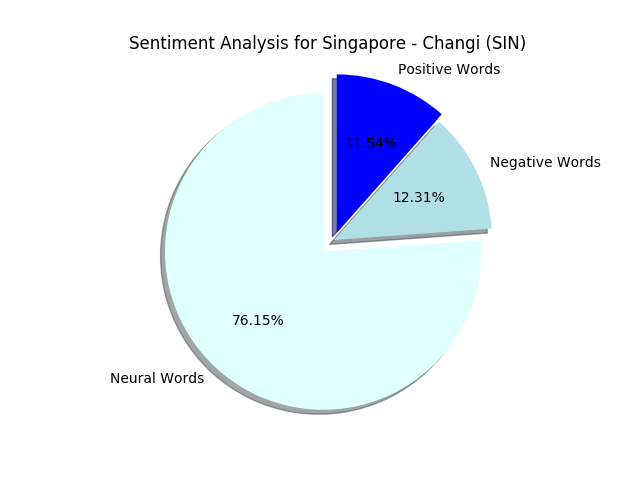 Sentiment Analysis for Singapore - Changi (SIN)
Positive Words
11.54%
Negative Words
12.31%
76.15%
Neural Words